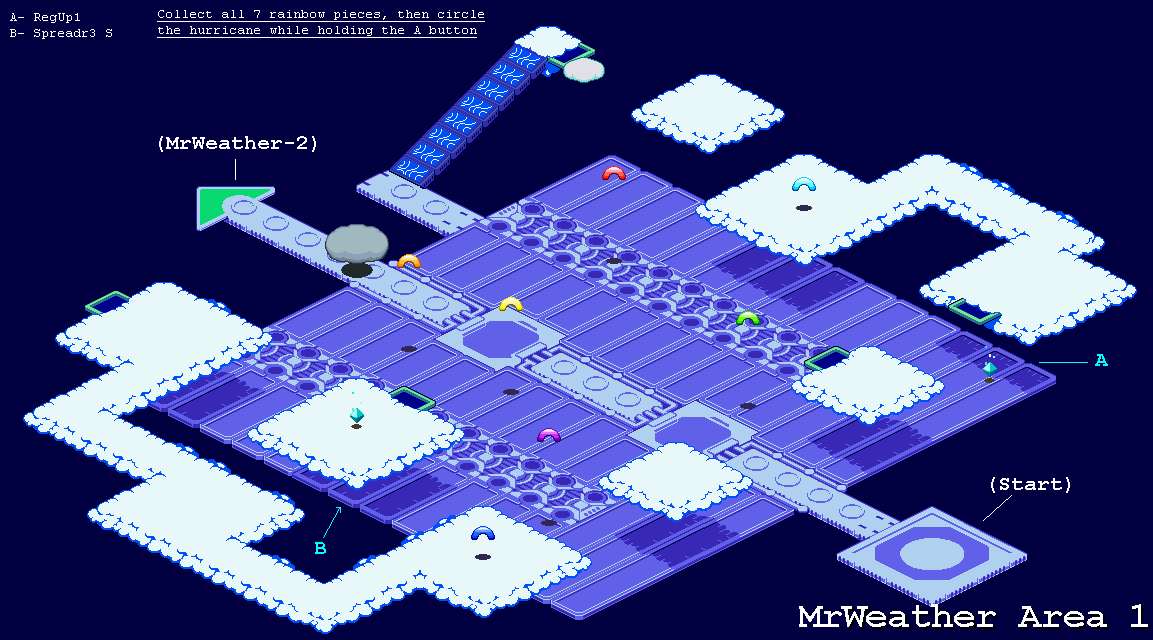 A- RegUp1
B- Spreadr3 S
Collect all 7 rainbow pieces, then circle
the hurricane while holding the A button
(MrWeather-2)
A
(Start)
B
MrWeather Area 1